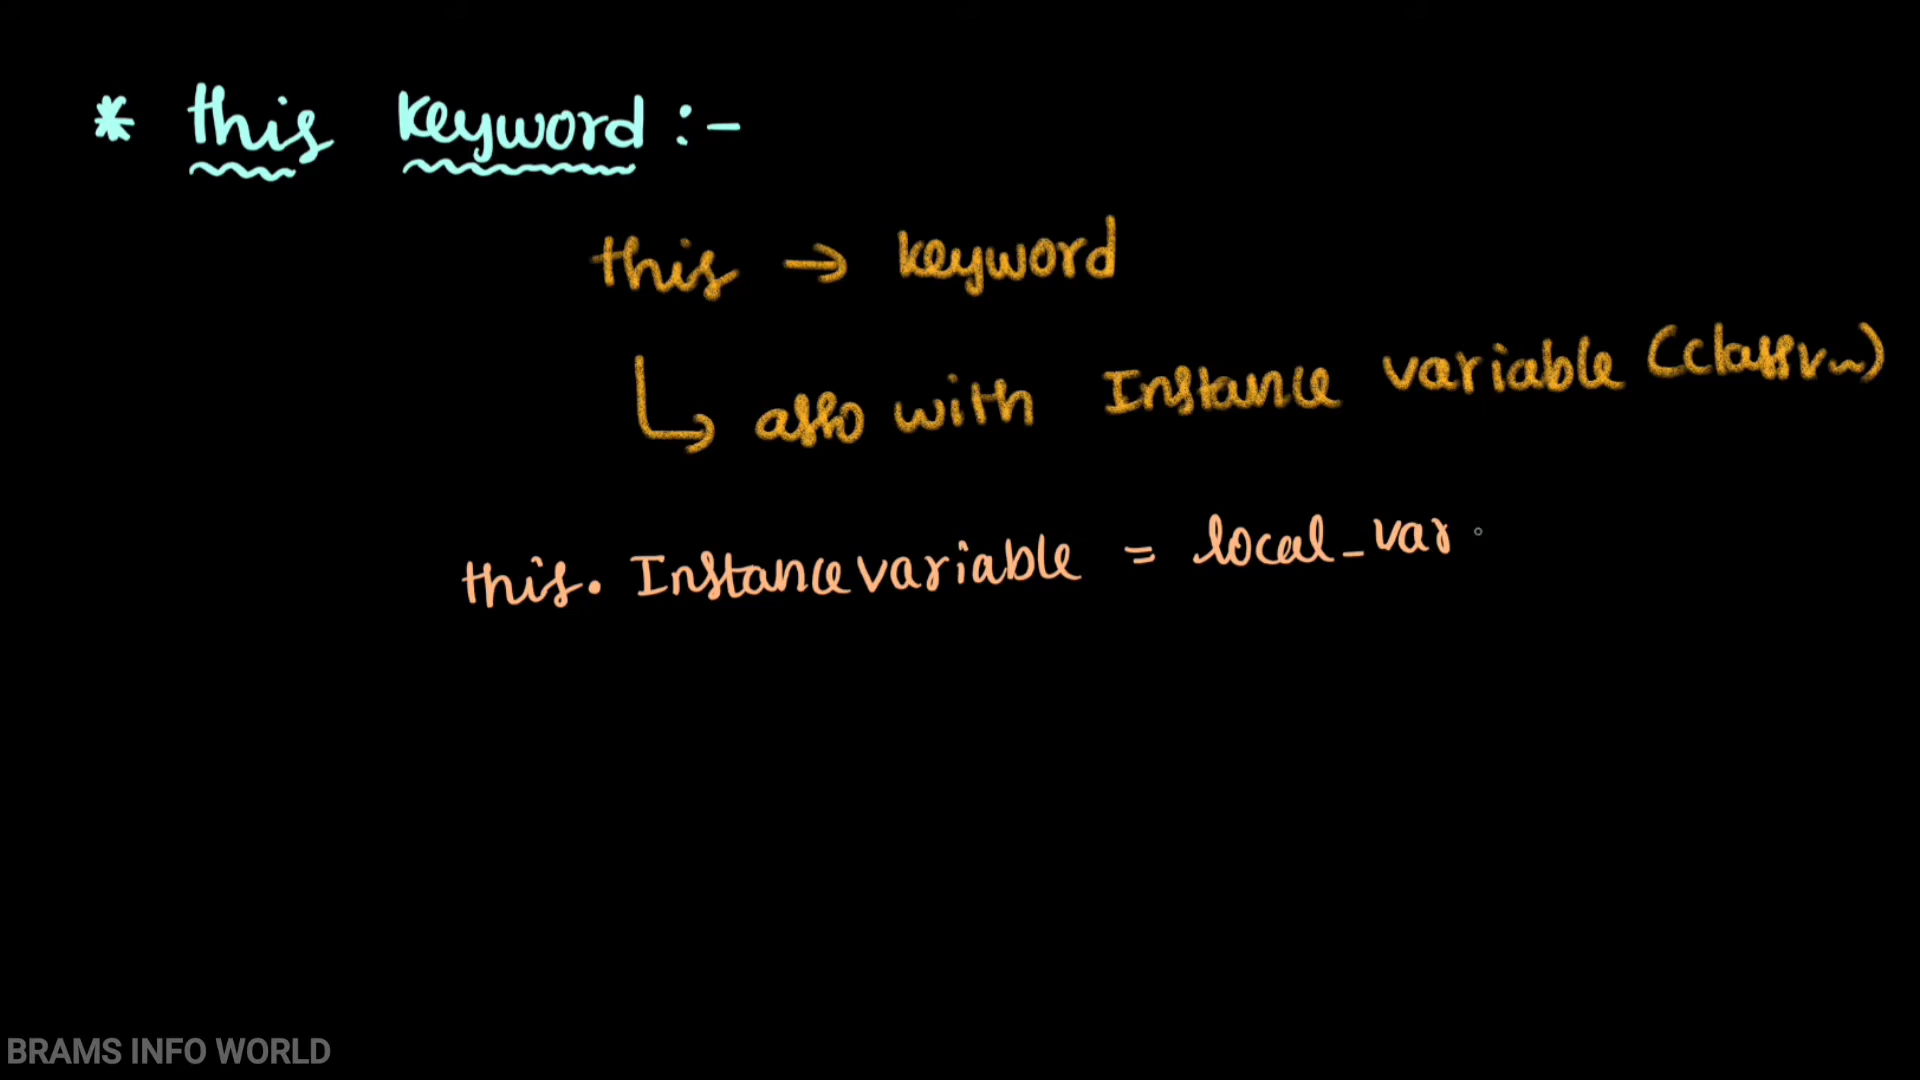 * this keyword :-
this → keyword
↳ also with Instance variable (class
this. Instancevariable = local_var
BRAMS INFO WORLD